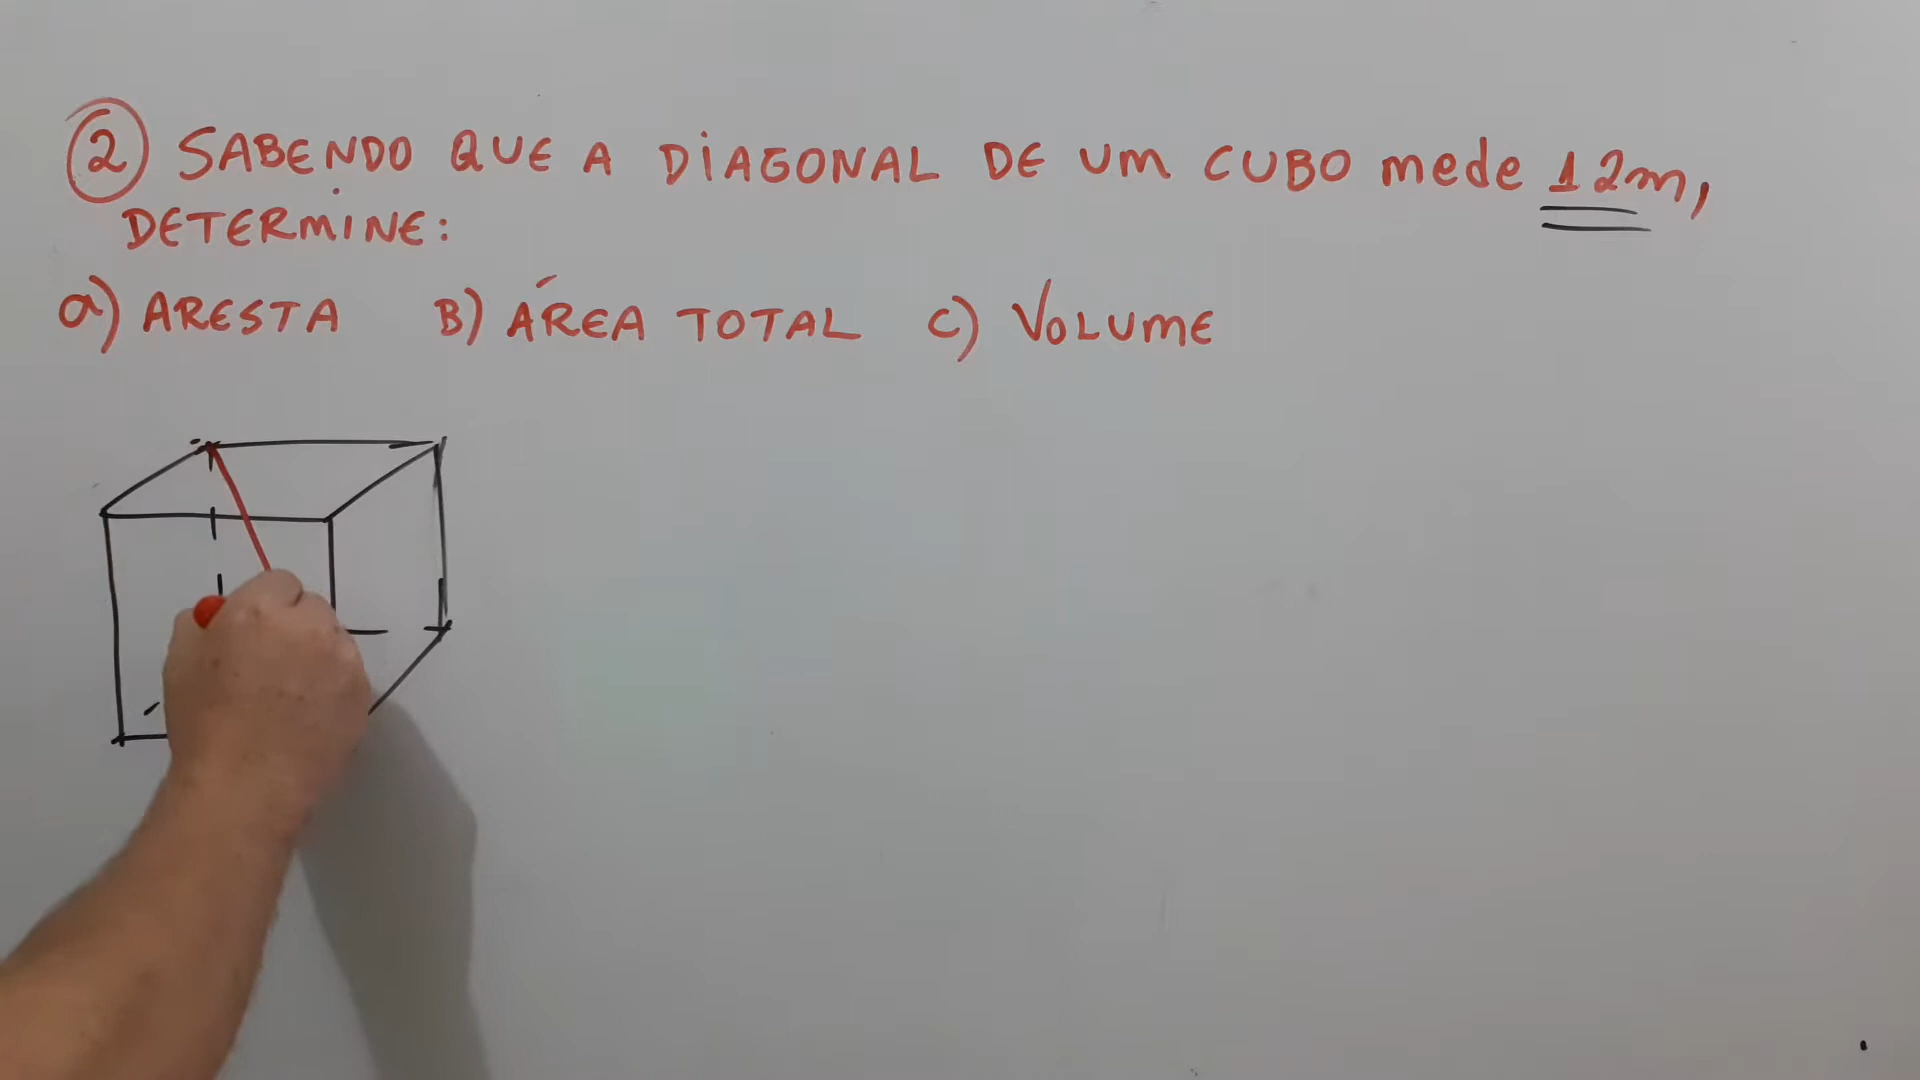 2 SABENDO QUE A DIAGONAL DE UM CUBO mede 12m,
DETERMINE:
a) ARESTA B) ÁREA TOTAL C) VOLUME